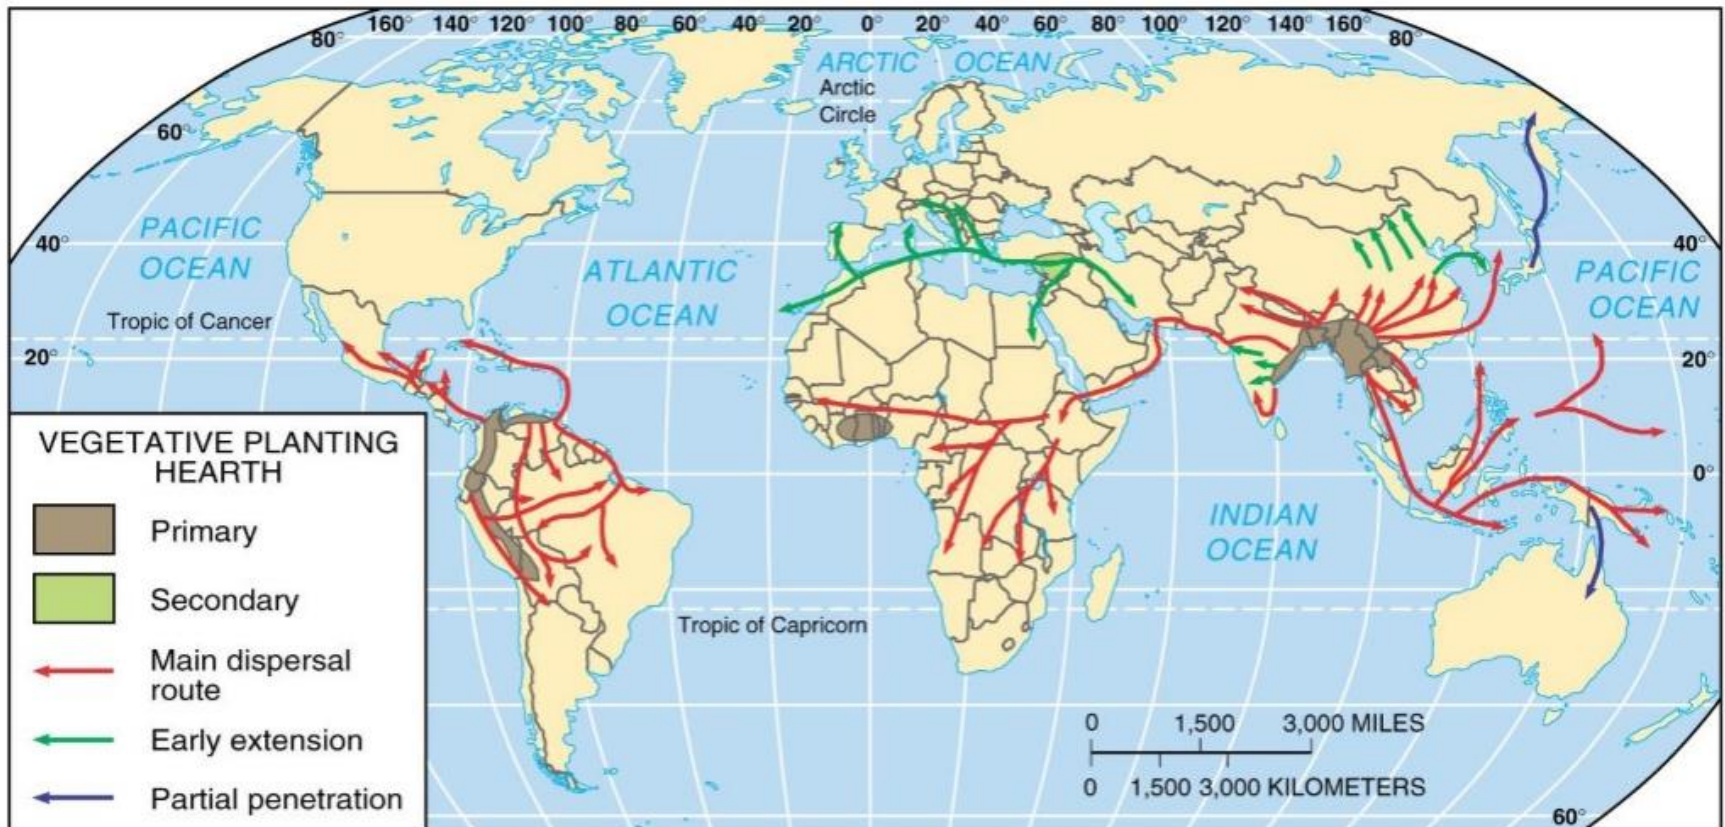 160° 140° 120° 100° 80° 60° 40° 20° 0° 20° 40° 60° 80° 100° 120° 140° 160°
80° 80°
ARCTIC OCEAN
Arctic
Circle
60°
PACIFIC
OCEAN
40° 40°
ATLANTIC
OCEAN
PACIFIC
OCEAN
Tropic of Cancer
20° 20°
0°
INDIAN
OCEAN
Tropic of Capricorn
VEGETATIVE PLANTING
HEARTH
Primary
Secondary
Main dispersal
route
Early extension
Partial penetration
0 1,500 3,000 MILES
0 1,500 3,000 KILOMETERS
60°